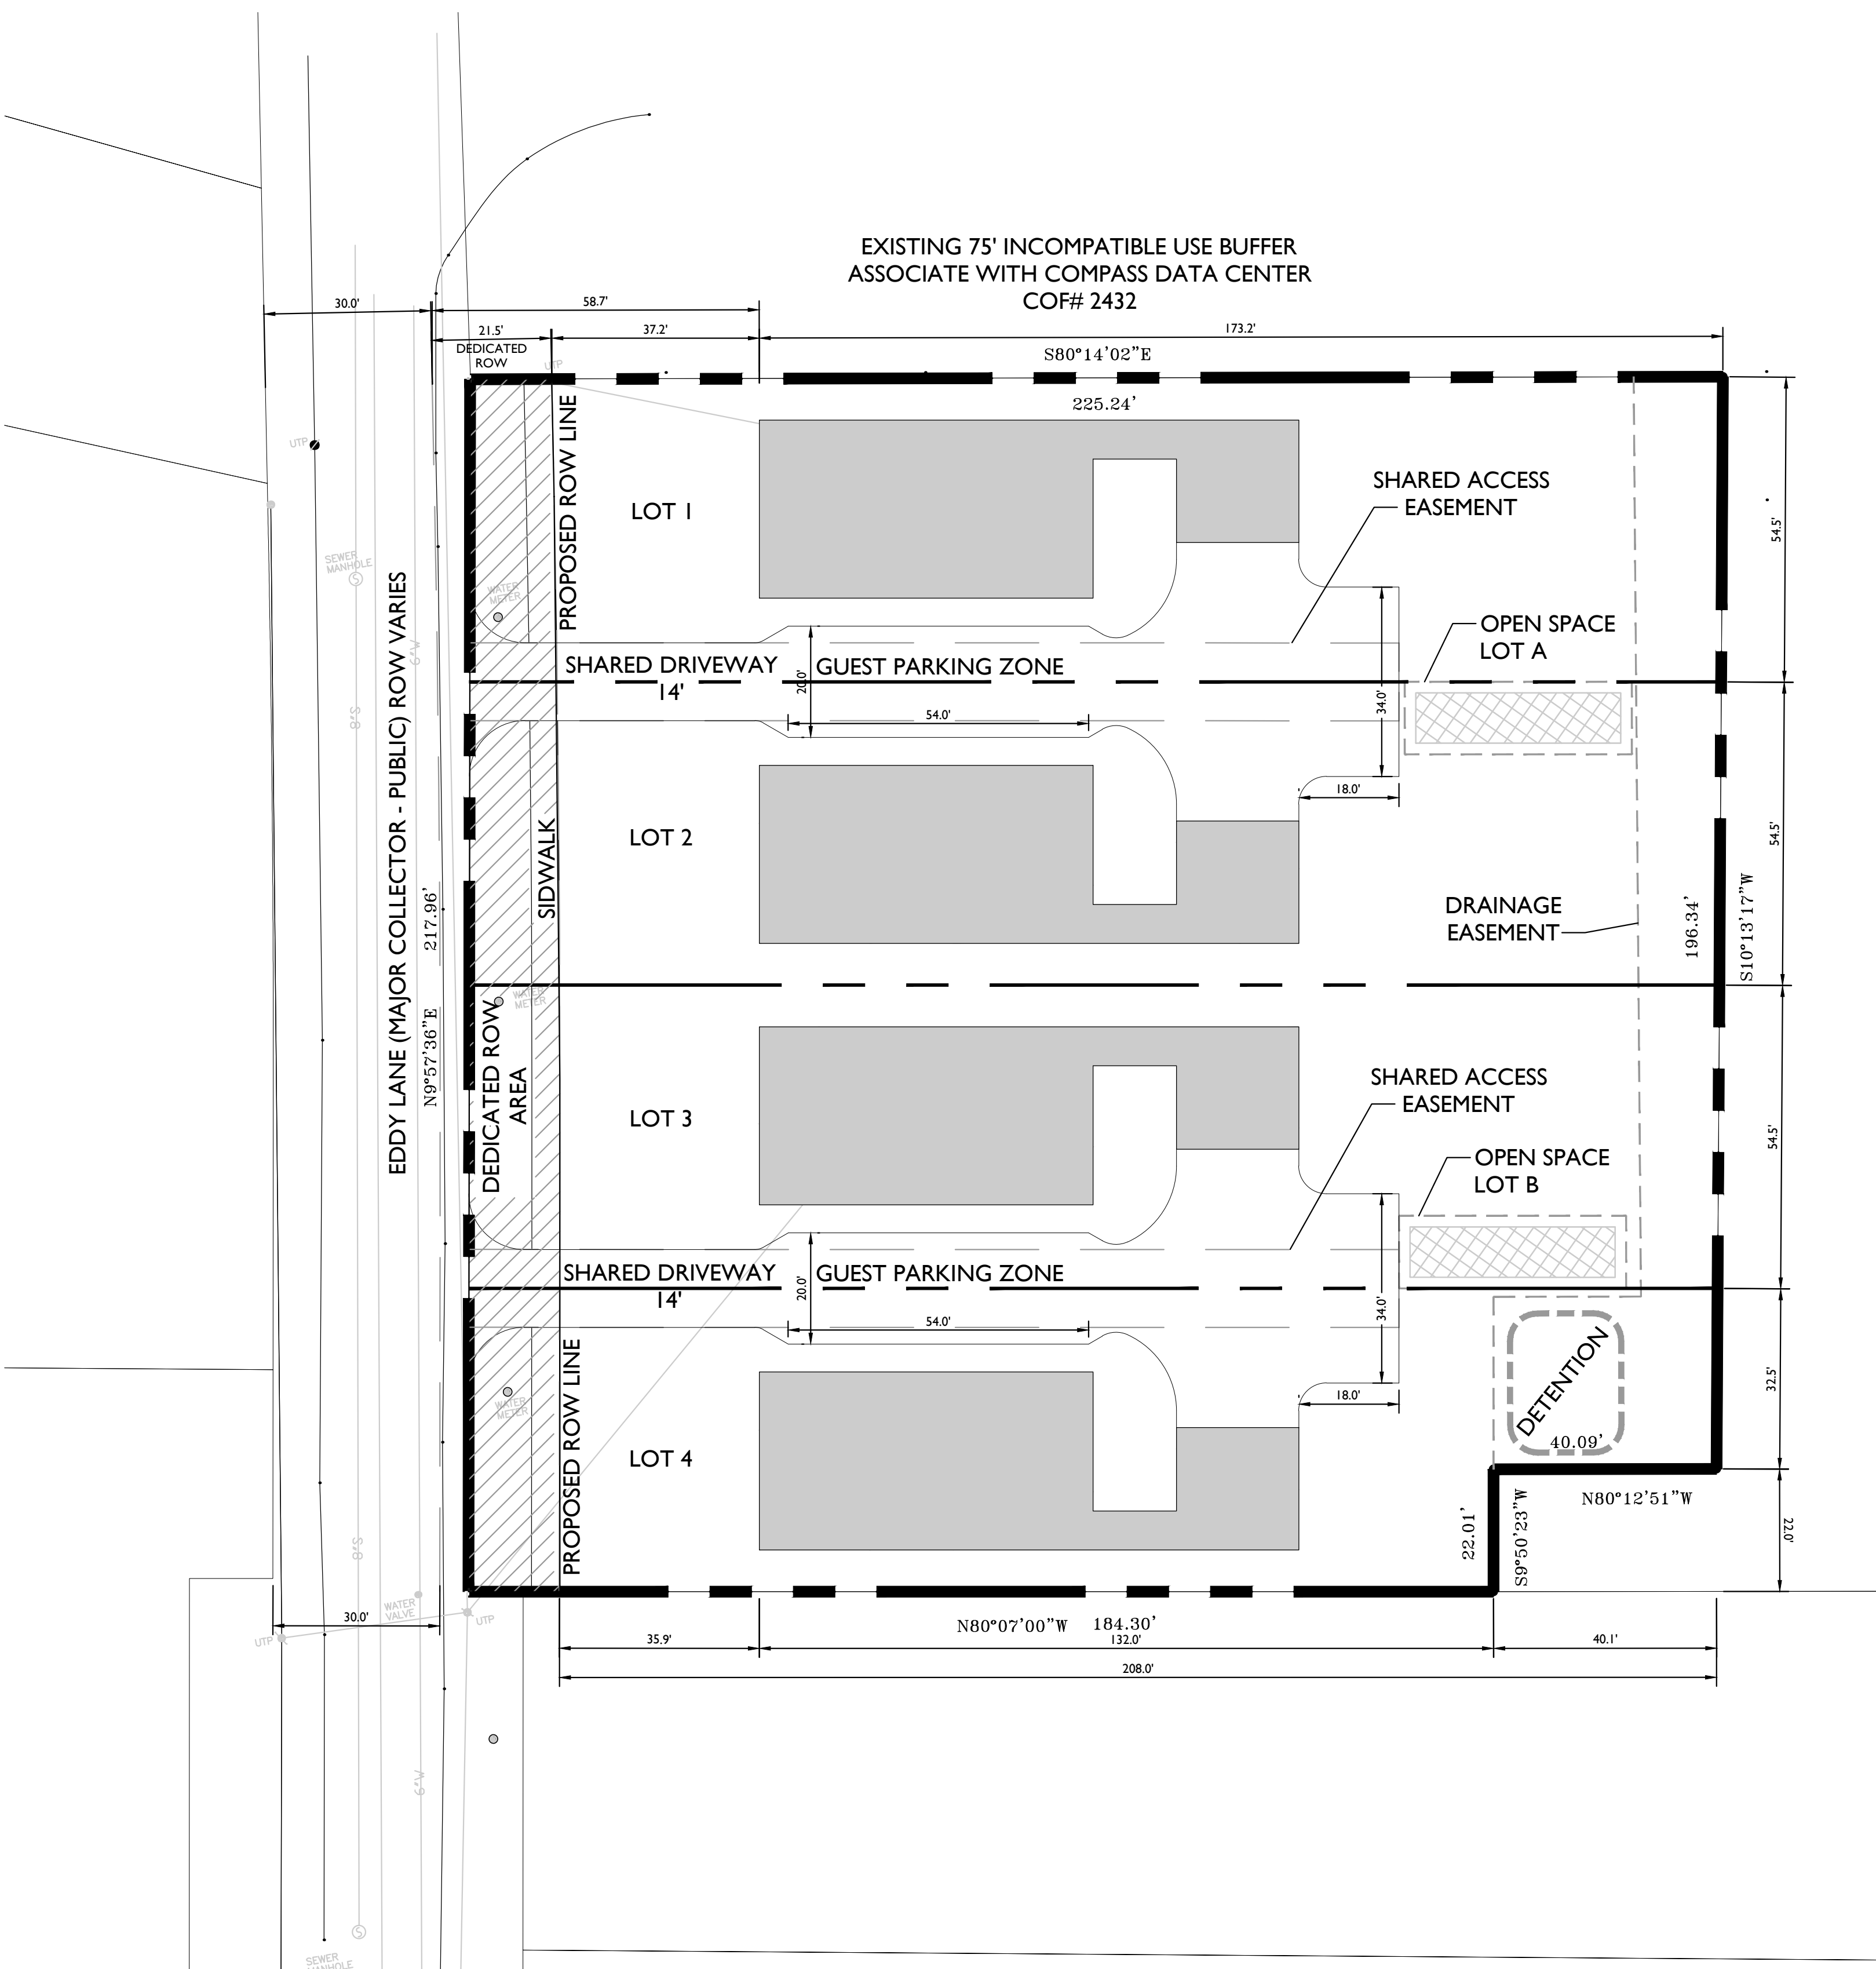 EXISTING 75' INCOMPATIBLE USE BUFFER
ASSOCIATE WITH COMPASS DATA CENTER
COF# 2432
30.0'
58.7'
21.5'
37.2'
173.2'
DEDICATED
ROW
UTP
S80°14'02"E
225.24'
PROPOSED ROW LINE
UTP
LOT 1
SHARED ACCESS
EASEMENT
54.5'
SEWER
MANHOLE
S
WATER
METER
EDDY LANE (MAJOR COLLECTOR - PUBLIC) ROW VARIES
6"W
OPEN SPACE
LOT A
SHARED DRIVEWAY
14'
GUEST PARKING ZONE
20.0'
54.0'
34.0'
18.0'
8"S
LOT 2
SIDWALK
54.5'
217.96'
N9°57'36"E
DRAINAGE
EASEMENT
196.34'
S10°13'17"W
WATER
METER
DEDICATED ROW
AREA
LOT 3
SHARED ACCESS
EASEMENT
54.5'
OPEN SPACE
LOT B
SHARED DRIVEWAY
14'
GUEST PARKING ZONE
20.0'
54.0'
34.0'
18.0'
DETENTION
40.09'
32.5'
WATER
METER
PROPOSED ROW LINE
LOT 4
N80°12'51"W
22.01'
S9°50'23"W
22.0'
8"S
WATER
VALVE
30.0'
UTP
UTP
N80°07'00"W 184.30'
35.9'
132.0'
40.1'
208.0'
6"W
S
SEWER
MANHOLE